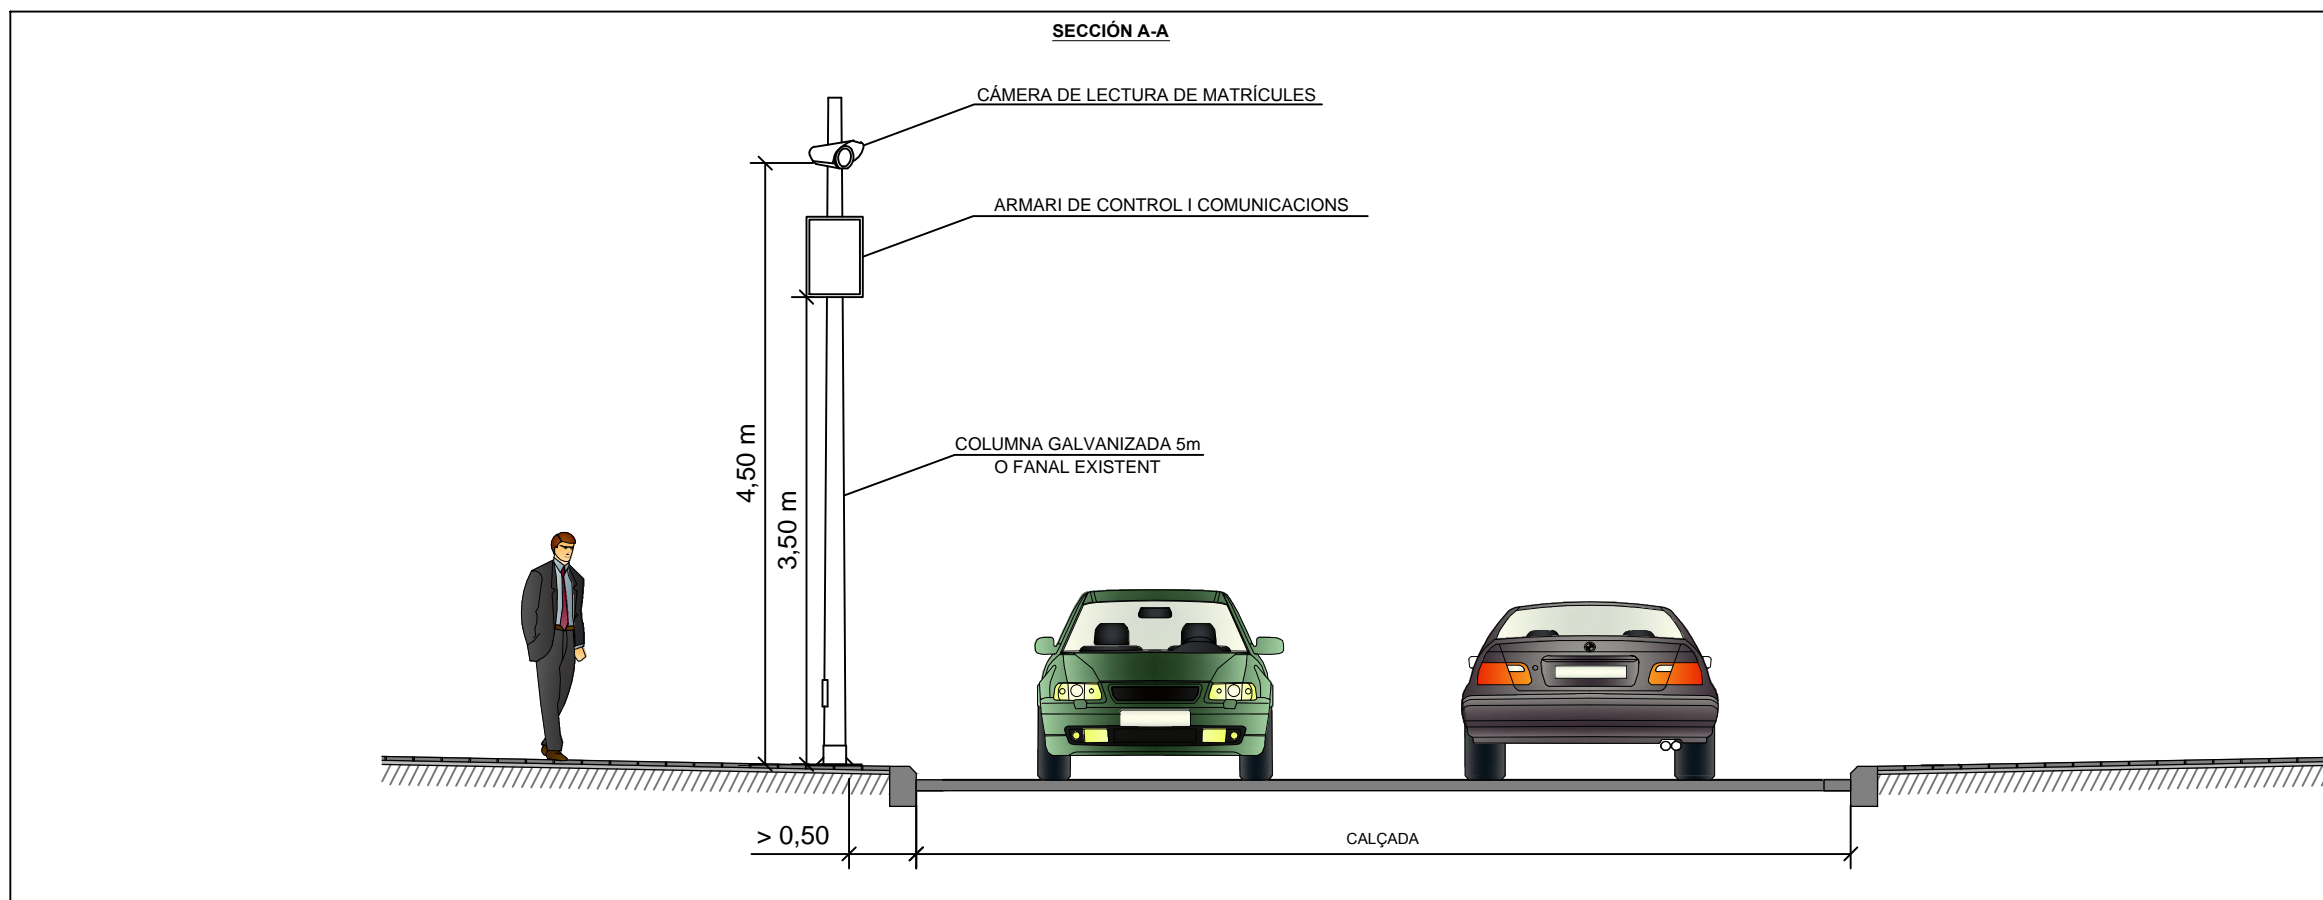 SECCIÓN A-A
CÁMERA DE LECTURA DE MATRÍCULES
ARMARI DE CONTROL I COMUNICACIONS
COLUMNA GALVANIZADA 5m
O FANAL EXISTENT
4,50 m
3,50 m
> 0,50
CALÇADA